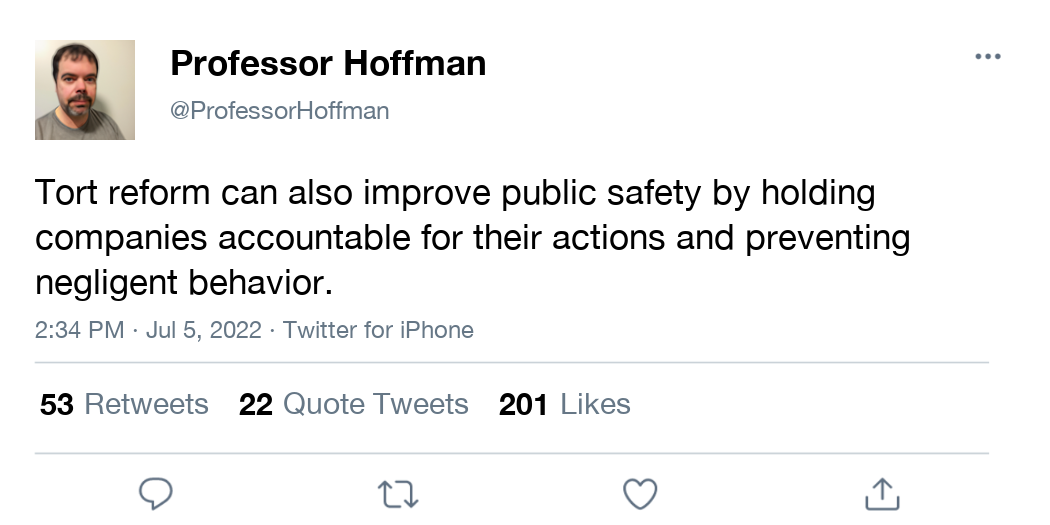 Professor Hoffman
@ProfessorHoffman
Tort reform can also improve public safety by holding
companies accountable for their actions and preventing
negligent behavior.
2:34 PM · Jul 5, 2022 · Twitter for iPhone
53 Retweets 22 Quote Tweets 201 Likes